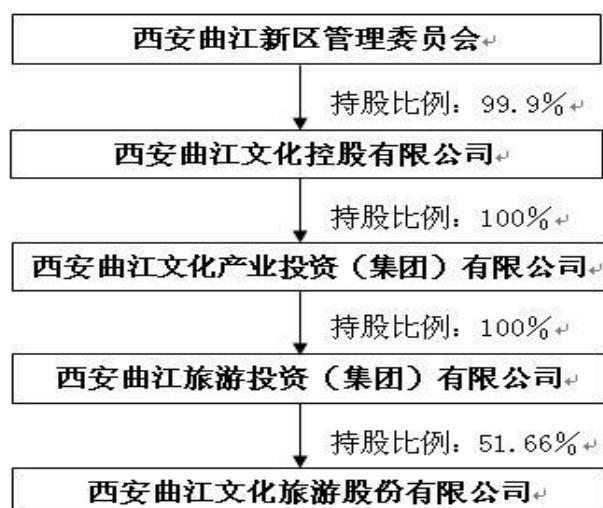 西安曲江新区管理委员会
持股比例：99.9%
西安曲江文化控股有限公司
持股比例：100%
西安曲江文化产业投资（集团）有限公司
持股比例：100%
西安曲江旅游投资（集团）有限公司
持股比例：51.66%
西安曲江文化旅游股份有限公司